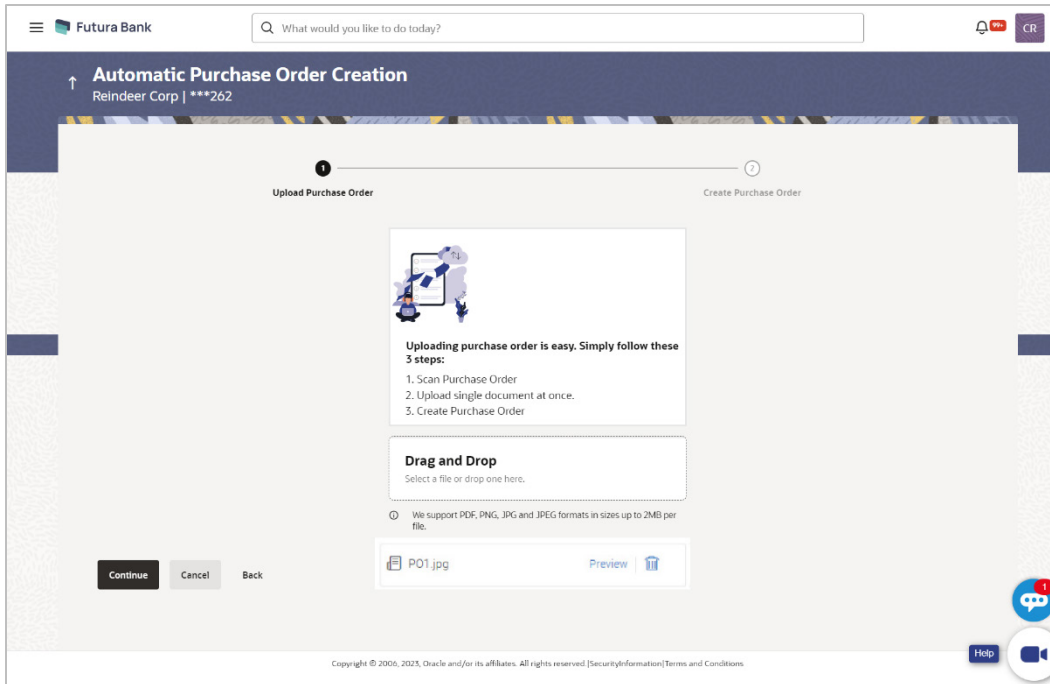 Futura Bank
What would you like to do today?
99+
CR
Automatic Purchase Order Creation
Reindeer Corp | ***262
1
2
Upload Purchase Order
Create Purchase Order
Uploading purchase order is easy. Simply follow these
3 steps:
1. Scan Purchase Order
2. Upload single document at once.
3. Create Purchase Order
Drag and Drop
Select a file or drop one here.
We support PDF, PNG, JPG and JPEG formats in sizes up to 2MB per
file.
PO1.jpg
Preview
Continue
Cancel
Back
1
Help
Copyright © 2006, 2023, Oracle and/or its affiliates. All rights reserved.|SecurityInformation|Terms and Conditions